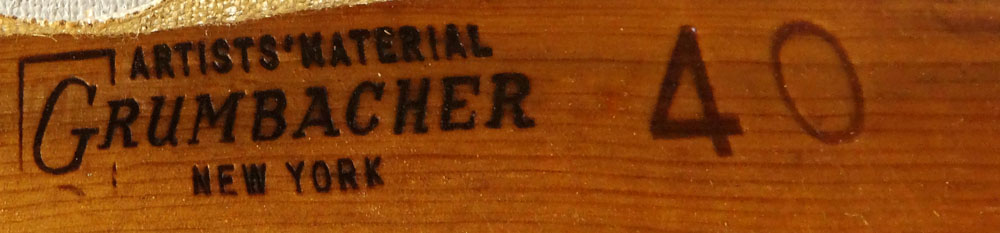 ARTISTS' MATERIAL
GRUMBACHER
NEW YORK
40